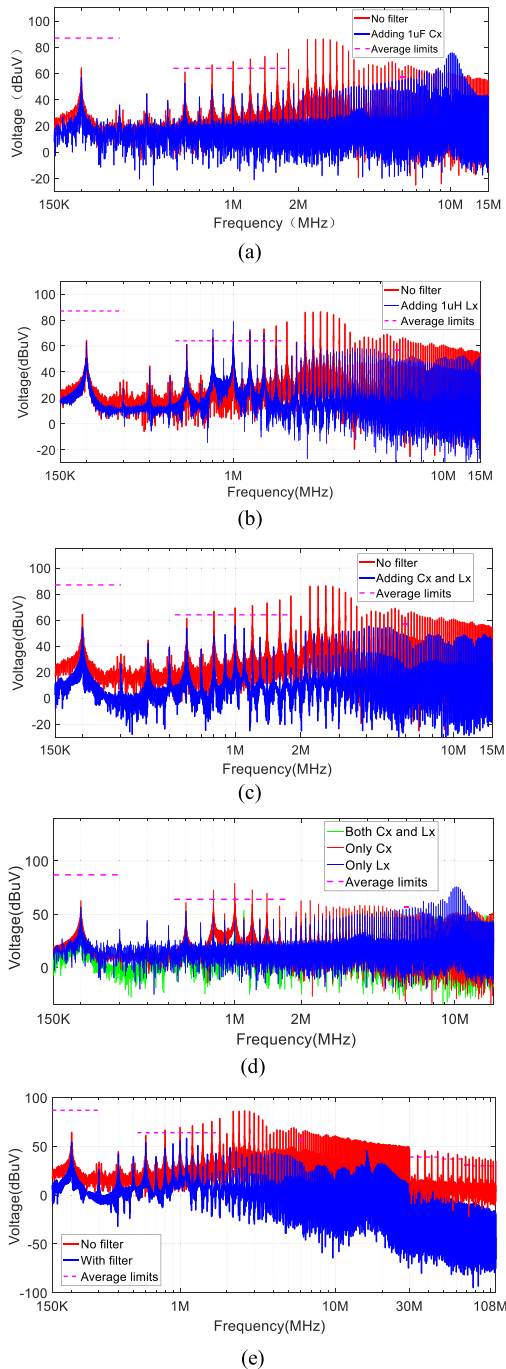 100
80
60
40
20
0
-20
Voltage（dBuV）
No filter
Adding 1uF Cx
Average limits
150K
1M
2M
10M
15M
Frequency（MHz）
(a)
100
80
60
40
20
0
-20
Voltage(dBuV)
No filter
Adding 1uH Lx
Average limits
150K
1M
10M
15M
Frequency(MHz)
(b)
100
80
60
40
20
0
-20
Voltage(dBuV)
No filter
Adding Cx and Lx
Average limits
150K
1M
2M
10M
15M
Frequency(MHz)
(c)
100
50
0
Voltage(dBuV)
Both Cx and Lx
Only Cx
Only Lx
Average limits
150K
1M
2M
10M
Frequency(MHz)
(d)
100
50
0
-50
-100
Voltage(dBuV)
No filter
With filter
Average limits
150K
1M
10M
30M
108M
Frequency(MHz)
(e)